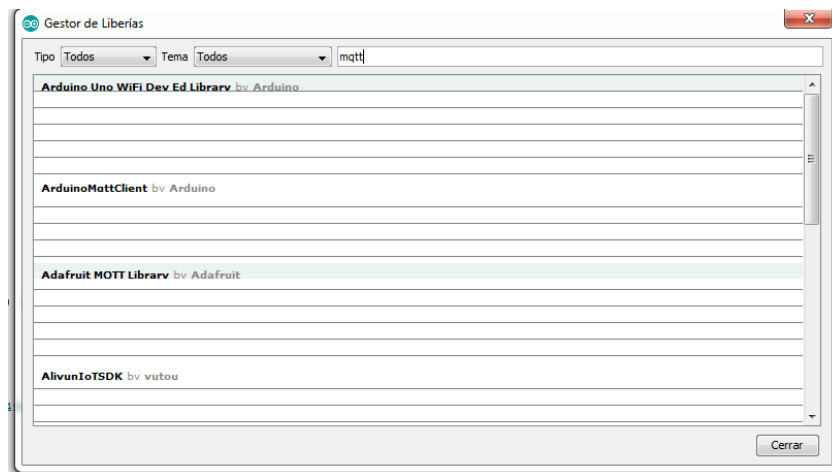 Gestor de Liberías
Tipo Todos Tema Todos mqtt
Arduino Uno WiFi Dev Ed Library by Arduino
ArduinoMqttClient by Arduino
Adafruit MQTT Library by Adafruit
AliyunIoTSDK by yutou
Cerrar